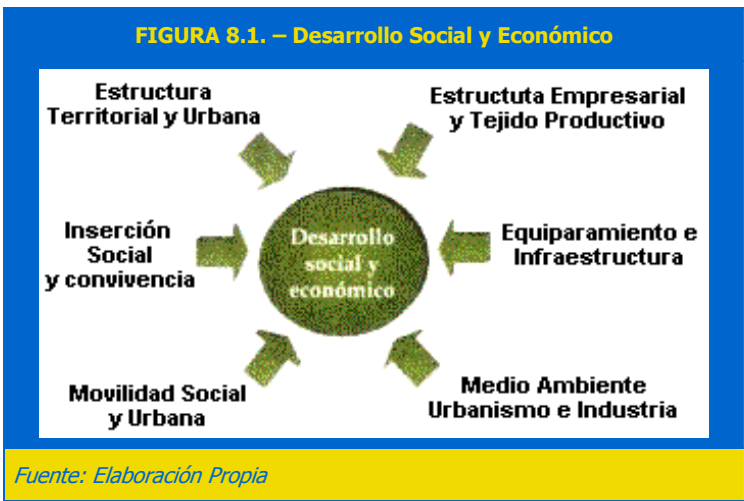 FIGURA 8.1. – Desarrollo Social y Económico
Estructura
Territorial y Urbana
Estructuta Empresarial
y Tejido Productivo
Inserción
Social
y convivencia
Desarrollo
social y
económico
Equiparamiento e
Infraestructura
Movilidad Social
y Urbana
Medio Ambiente
Urbanismo e Industria
Fuente: Elaboración Propia